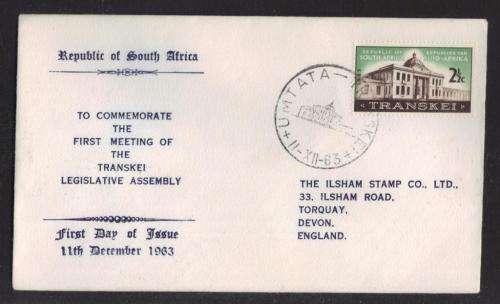 Republic of South Africa
TO COMMEMORATE
THE
FIRST MEETING OF
THE
TRANSKEI
LEGISLATIVE ASSEMBLY
First Day of Issue
11th December 1963
REPUBLIC OF SOUTH AFRICA
REPUBLIEK VAN SUID-AFRIKA
2½c
TRANSKEI
UMTATA
11-XII-63
THE ILSHAM STAMP CO., LTD.,
33. ILSHAM ROAD,
TORQUAY,
DEVON.
ENGLAND.